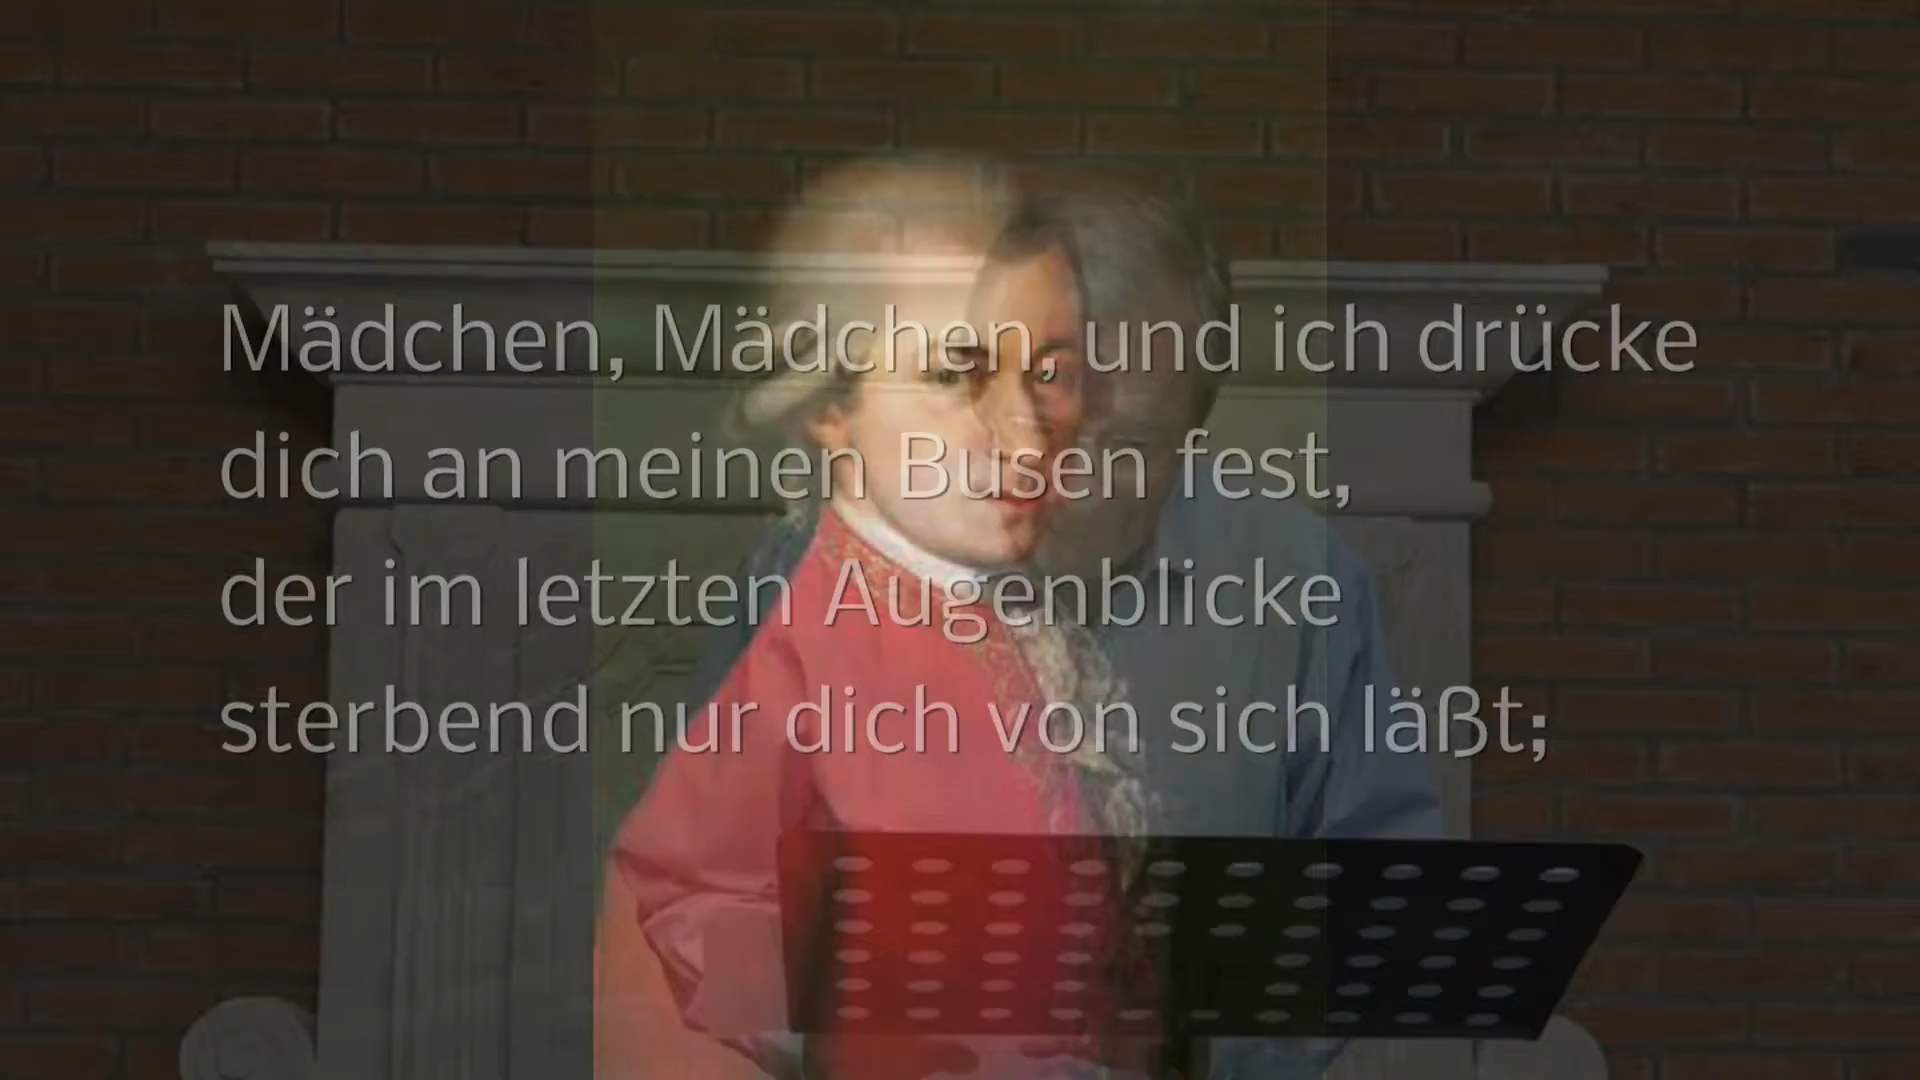 Mädchen, Mädchen, und ich drücke
dich an meinen Busen fest,
der im letzten Augenblicke
sterbend nur dich von sich läßt;